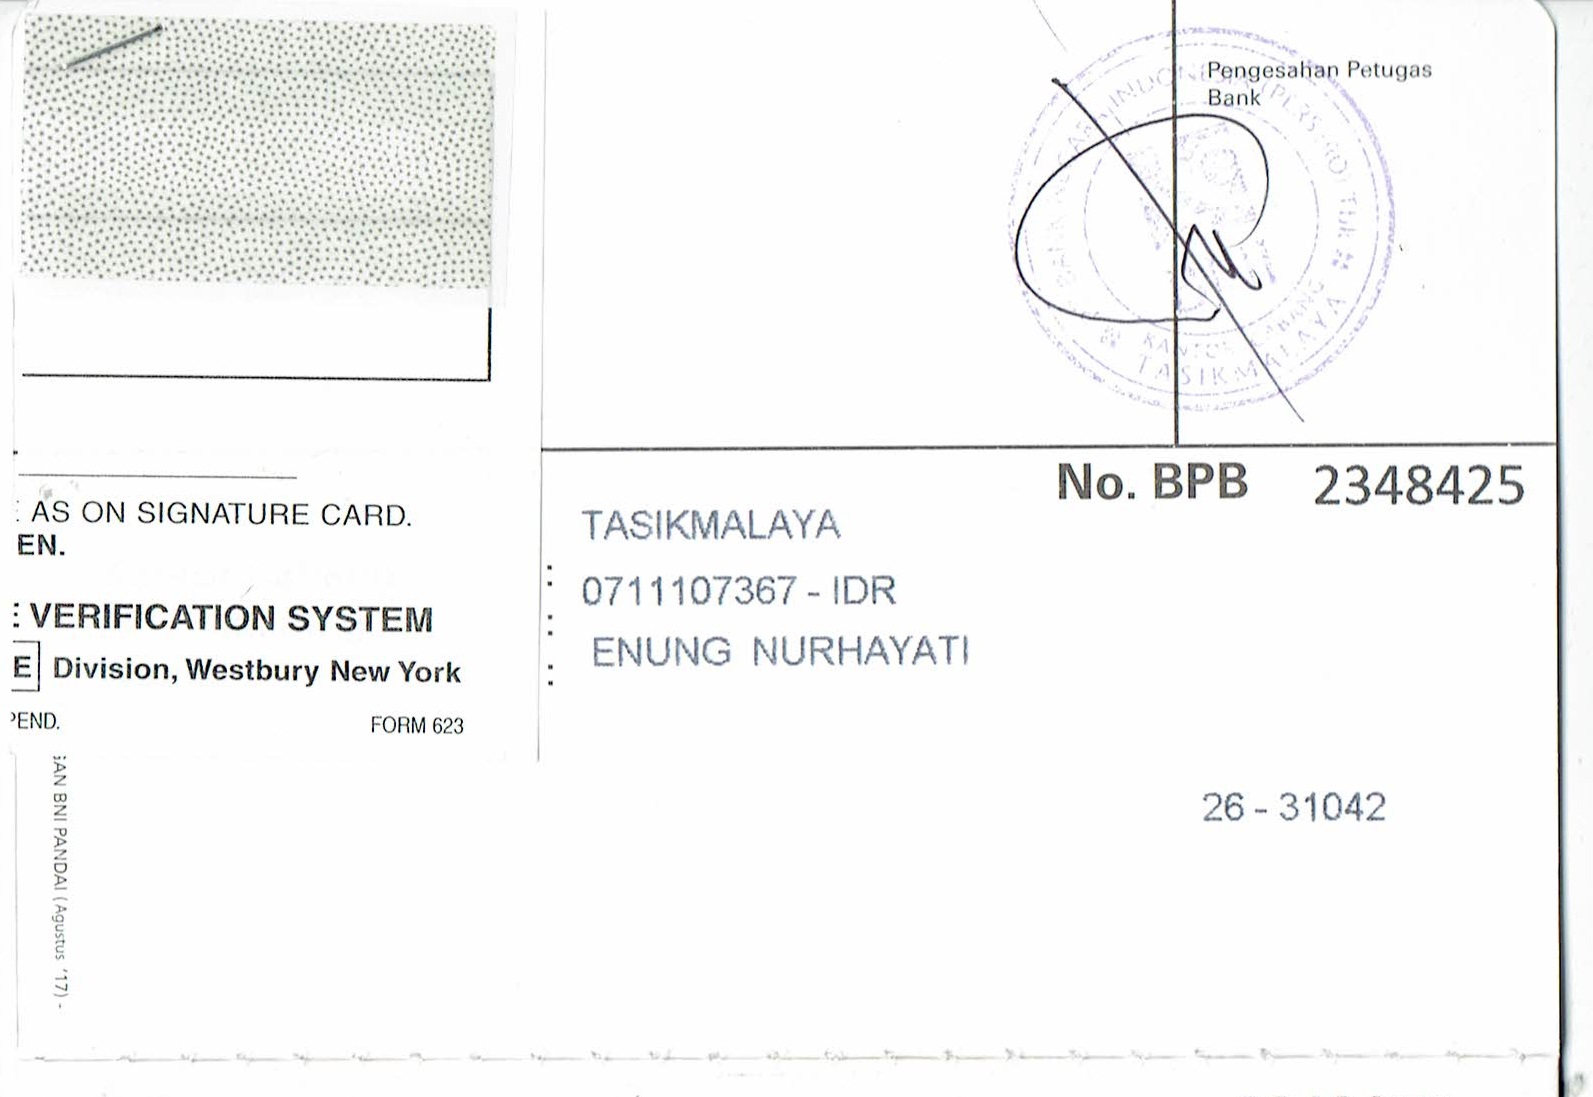 Pengesahan Petugas
Bank
KANTOR CABANG
TASIKMALAYA
No. BPB 2348425
AS ON SIGNATURE CARD.
EN.
: VERIFICATION SYSTEM
E Division, Westbury New York
PEND. FORM 623
TASIKMALAYA
: 0711107367 - IDR
: ENUNG NURHAYATI
:
26 - 31042
GAN BNI PANDAI (Agustus '17) -